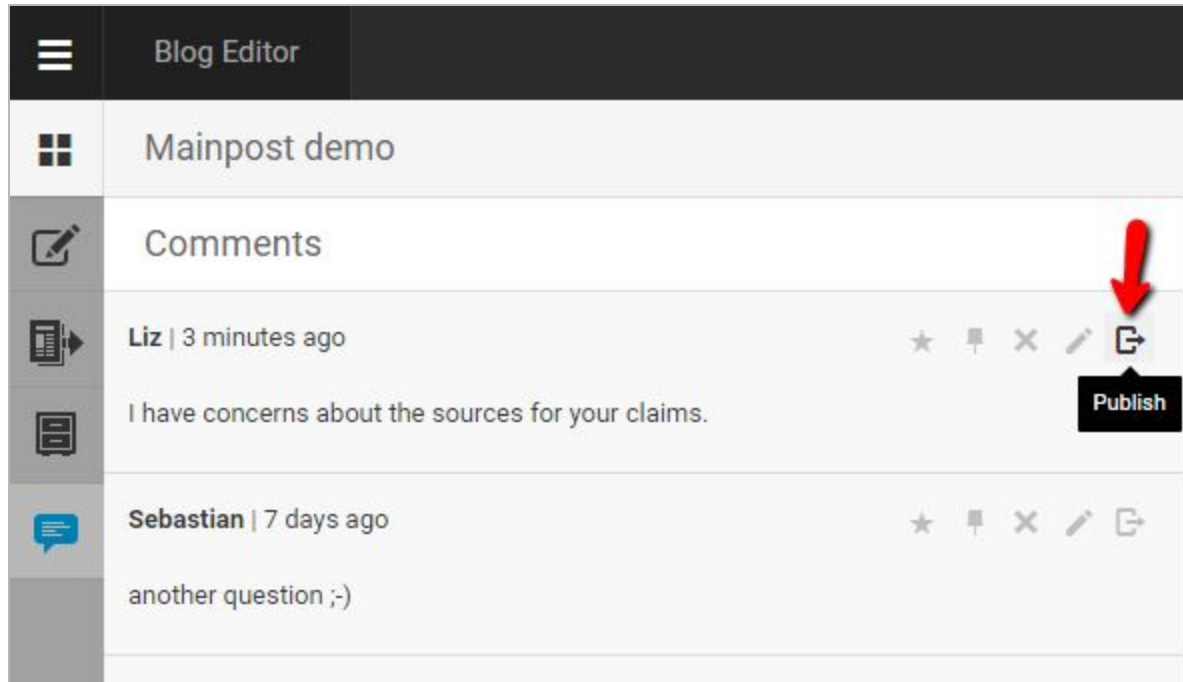 Blog Editor
Mainpost demo
Comments
Liz | 3 minutes ago
Publish
I have concerns about the sources for your claims.
Sebastian | 7 days ago
another question ;-)